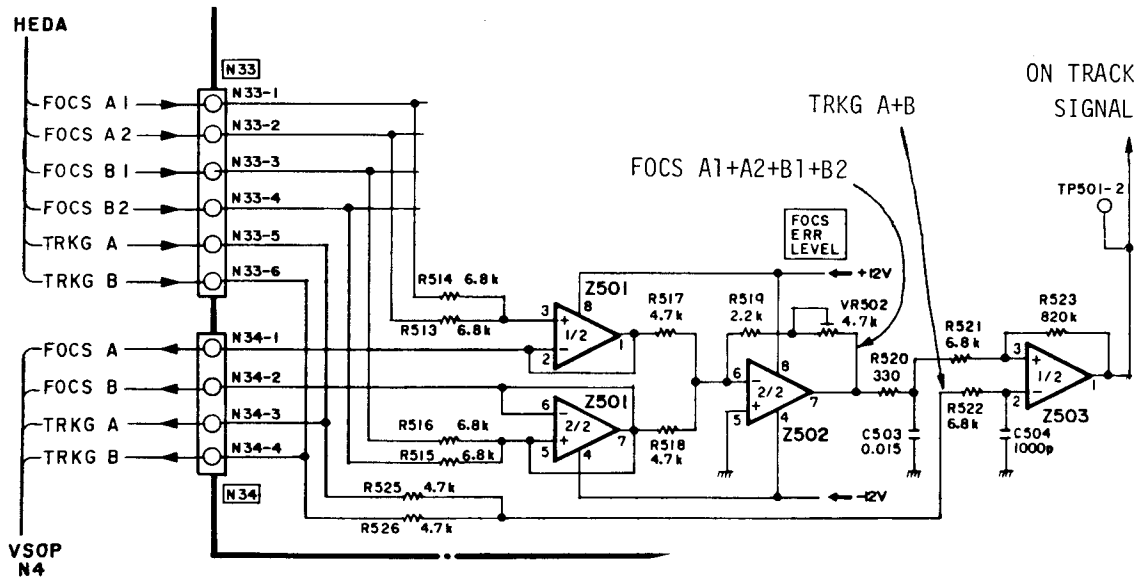 HEDA
N33
FOCS A1
N33-1
FOCS A2
N33-2
FOCS B1
N33-3
FOCS B2
N33-4
TRKG A
N33-5
TRKG B
N33-6
FOCS A
N34-1
FOCS B
N34-2
TRKG A
N34-3
TRKG B
N34-4
N34
VSOP
N4
R514 6.8k
R513 6.8k
R516 6.8k
R515 6.8k
R525 4.7k
R526 4.7k
Z501
3
+
8
1/2
-
2
1
Z501
6
-
2/2
+
5
4
7
R517
4.7k
R518
4.7k
FOCS A1+A2+B1+B2
FOCS
ERR
LEVEL
+12V
R519
2.2k
VR502
4.7k
6
-
8
2/2
+
5
4
7
Z502
-12V
R520
330
C503
0.015
TRKG A+B
R521
6.8k
R522
6.8k
C504
1000p
R523
820k
3
+
1/2
-
2
1
Z503
TP501-2
ON TRACK
SIGNAL